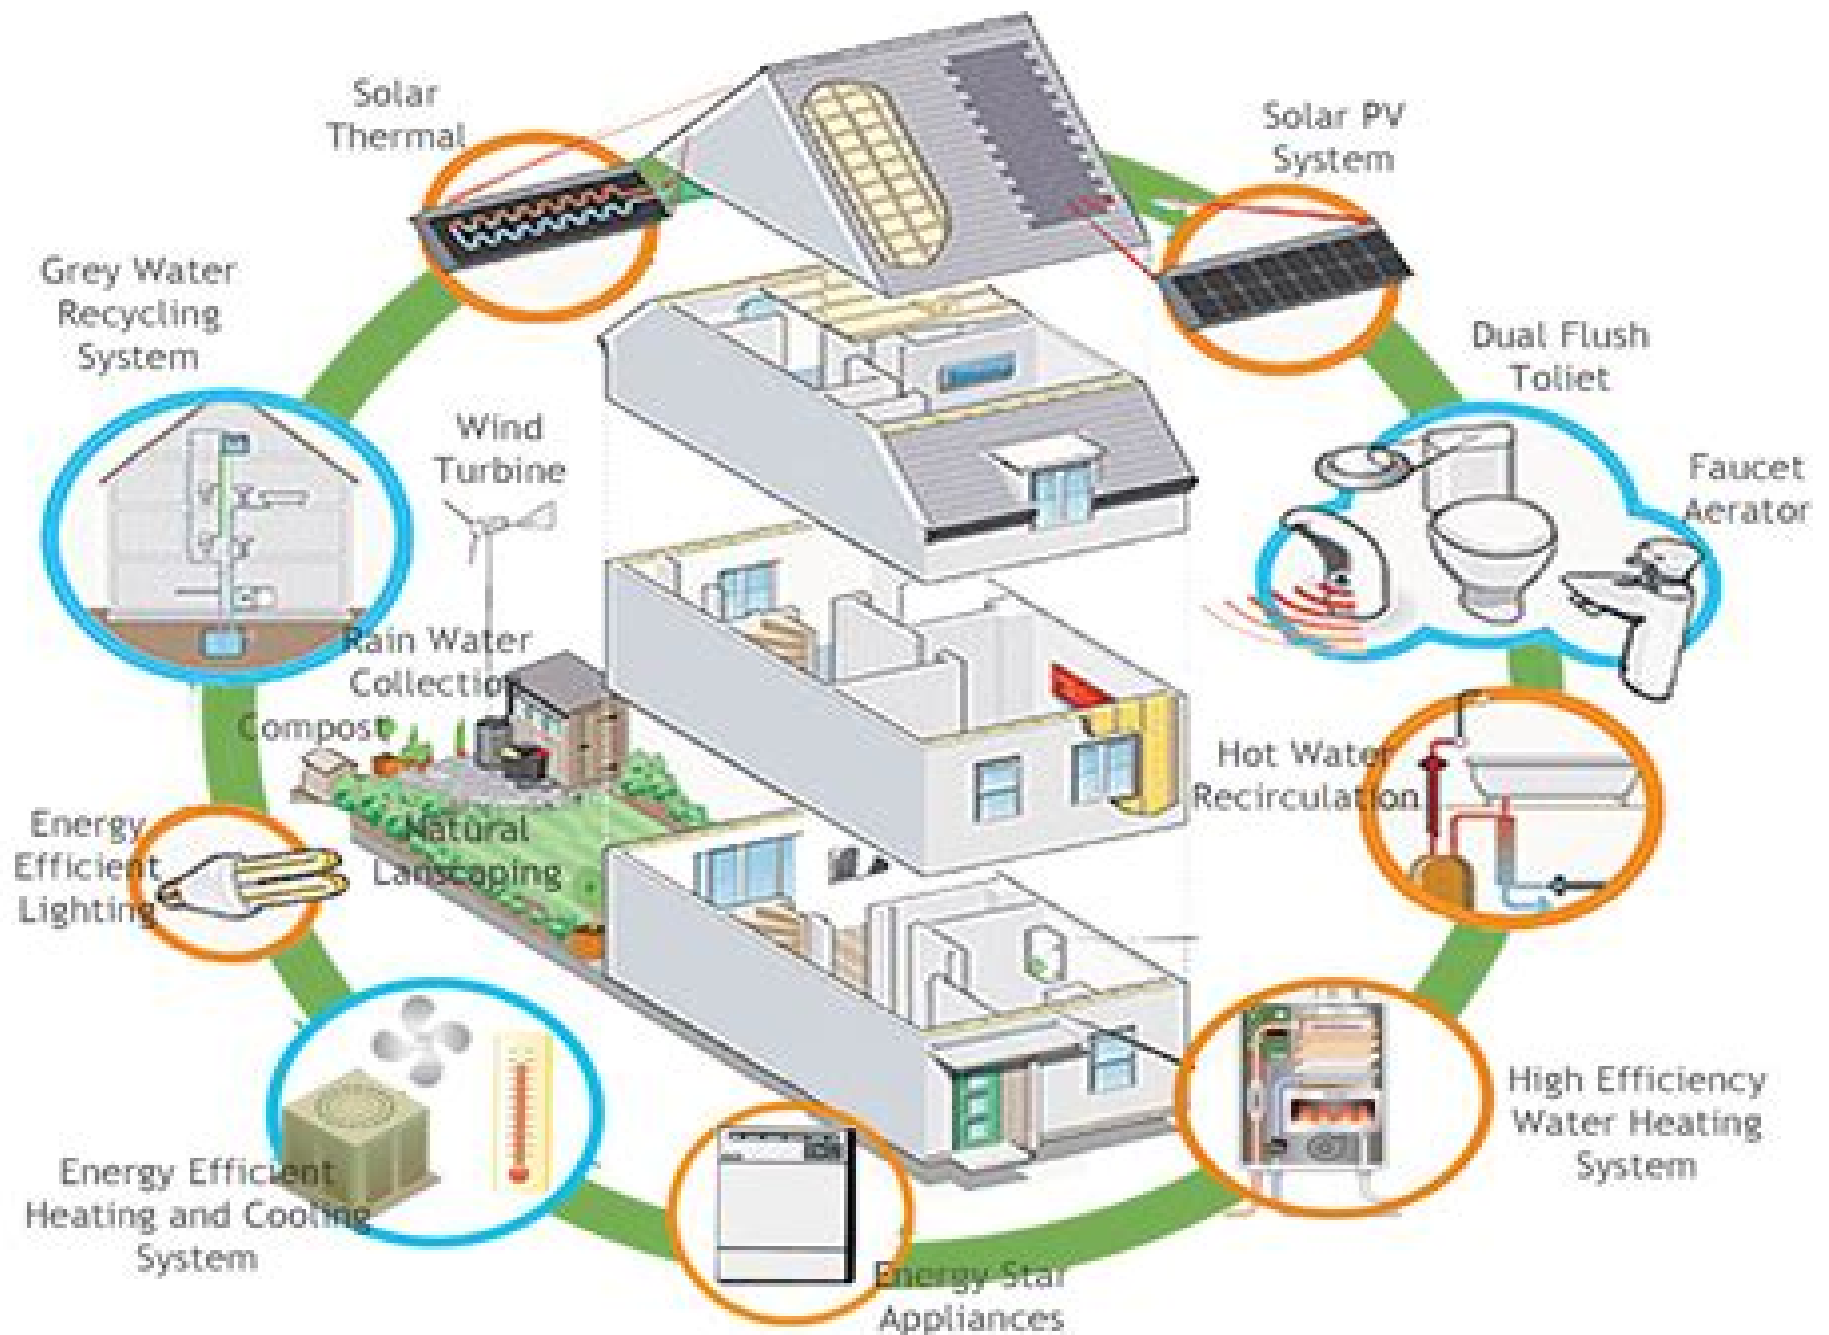 Solar
Thermal
Solar PV
System
Grey Water
Recycling
System
Dual Flush
Toliet
Wind
Turbine
Faucet
Aerator
Rain Water
Collection
Compost
Hot Water
Recirculation
Energy
Efficient
Lighting
Natural
Lanscaping
High Efficiency
Water Heating
System
Energy Efficient
Heating and Cooling
System
Energy Star
Appliances